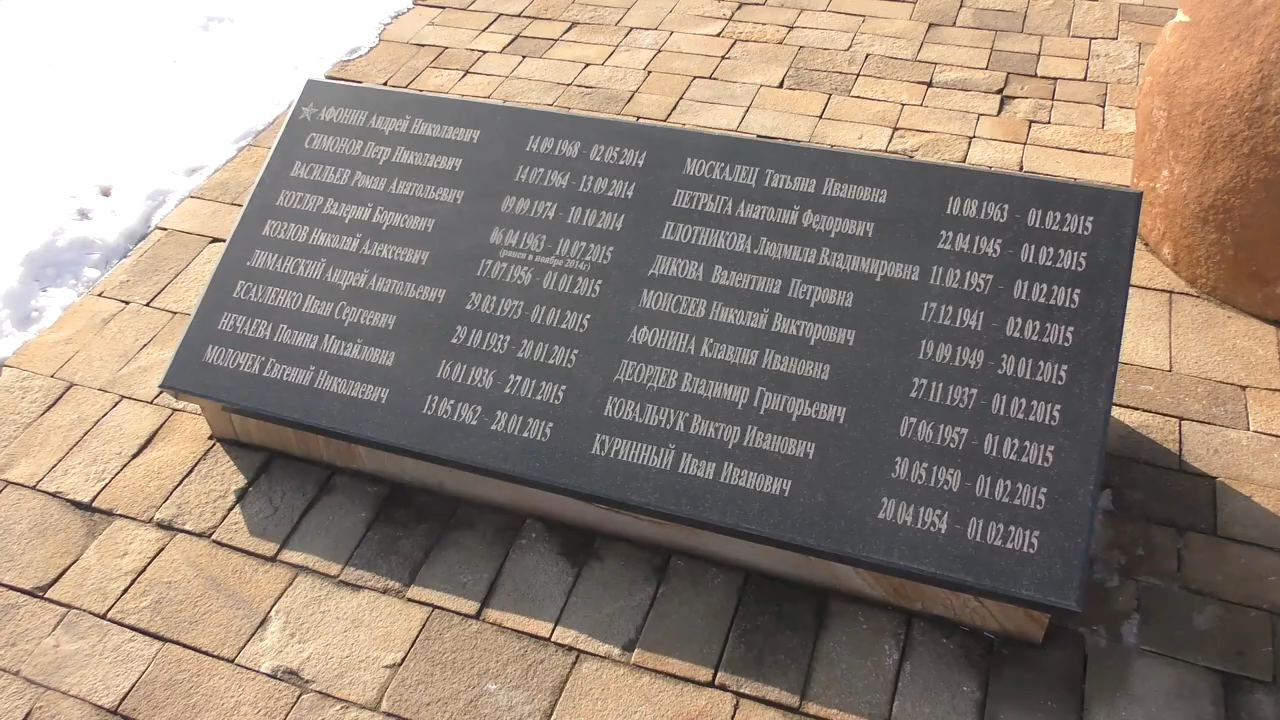 АФОНИН Андрей Николаевич 14.09.1968 - 02.05.2014
СИМОНОВ Петр Николаевич 14.07.1964 - 13.09.2014
ВАСИЛЬЕВ Роман Анатольевич 09.09.1974 - 10.10.2014
КОТЛЯР Валерий Борисович 06.04.1963 - 10.07.2015
(ранен в ноябре 2014г)
КОЗЛОВ Николай Алексеевич 17.07.1956 - 01.01.2015
ЛИМАНСКИЙ Андрей Анатольевич 29.03.1973 - 01.01.2015
ЕСАУЛЕНКО Иван Сергеевич 29.10.1933 - 20.01.2015
НЕЧАЕВА Полина Михайловна 16.01.1936 - 27.01.2015
МОЛОЧЕК Евгений Николаевич 13.05.1962 - 28.01.2015
МОСКАЛЕЦ Татьяна Ивановна 10.08.1963 - 01.02.2015
ПЕТРЫГА Анатолий Федорович 22.04.1945 - 01.02.2015
ПЛОТНИКОВА Людмила Владимировна 11.02.1957 - 01.02.2015
ДИКОВА Валентина Петровна 17.12.1941 - 02.02.2015
МОИСЕЕВ Николай Викторович 19.09.1949 - 30.01.2015
АФОНИНА Клавдия Ивановна 27.11.1937 - 01.02.2015
ДЕОРДЕВ Владимир Григорьевич 07.06.1957 - 01.02.2015
КОВАЛЬЧУК Виктор Иванович 30.05.1950 - 01.02.2015
КУРИННЫЙ Иван Иванович 20.04.1954 - 01.02.2015